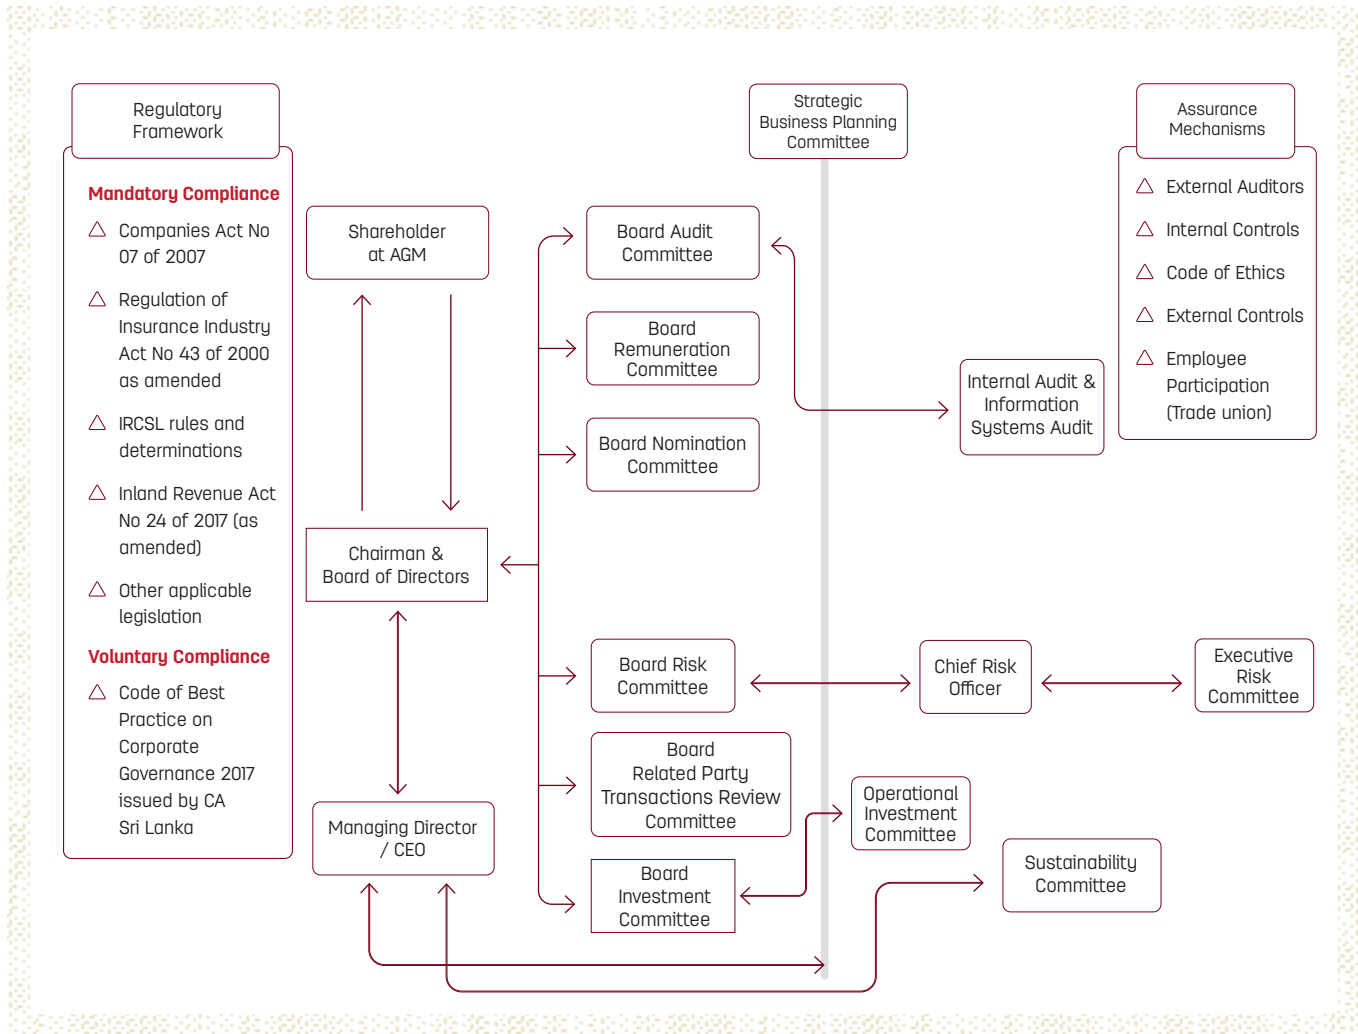 Regulatory
Framework
Mandatory Compliance
Companies Act No
07 of 2007
Regulation of
Insurance Industry
Act No 43 of 2000
as amended
IRCSL rules and
determinations
Inland Revenue Act
No 24 of 2017 (as
amended)
Other applicable
legislation
Voluntary Compliance
Code of Best
Practice on
Corporate
Governance 2017
issued by CA
Sri Lanka
Shareholder
at AGM
Chairman &
Board of Directors
Managing Director
/ CEO
Board Audit
Committee
Board
Remuneration
Committee
Board Nomination
Committee
Board Risk
Committee
Board
Related Party
Transactions Review
Committee
Board
Investment
Committee
Strategic
Business Planning
Committee
Internal Audit &
Information
Systems Audit
Chief Risk
Officer
Executive
Risk
Committee
Operational
Investment
Committee
Sustainability
Committee
Assurance
Mechanisms
External Auditors
Internal Controls
Code of Ethics
External Controls
Employee
Participation
(Trade union)